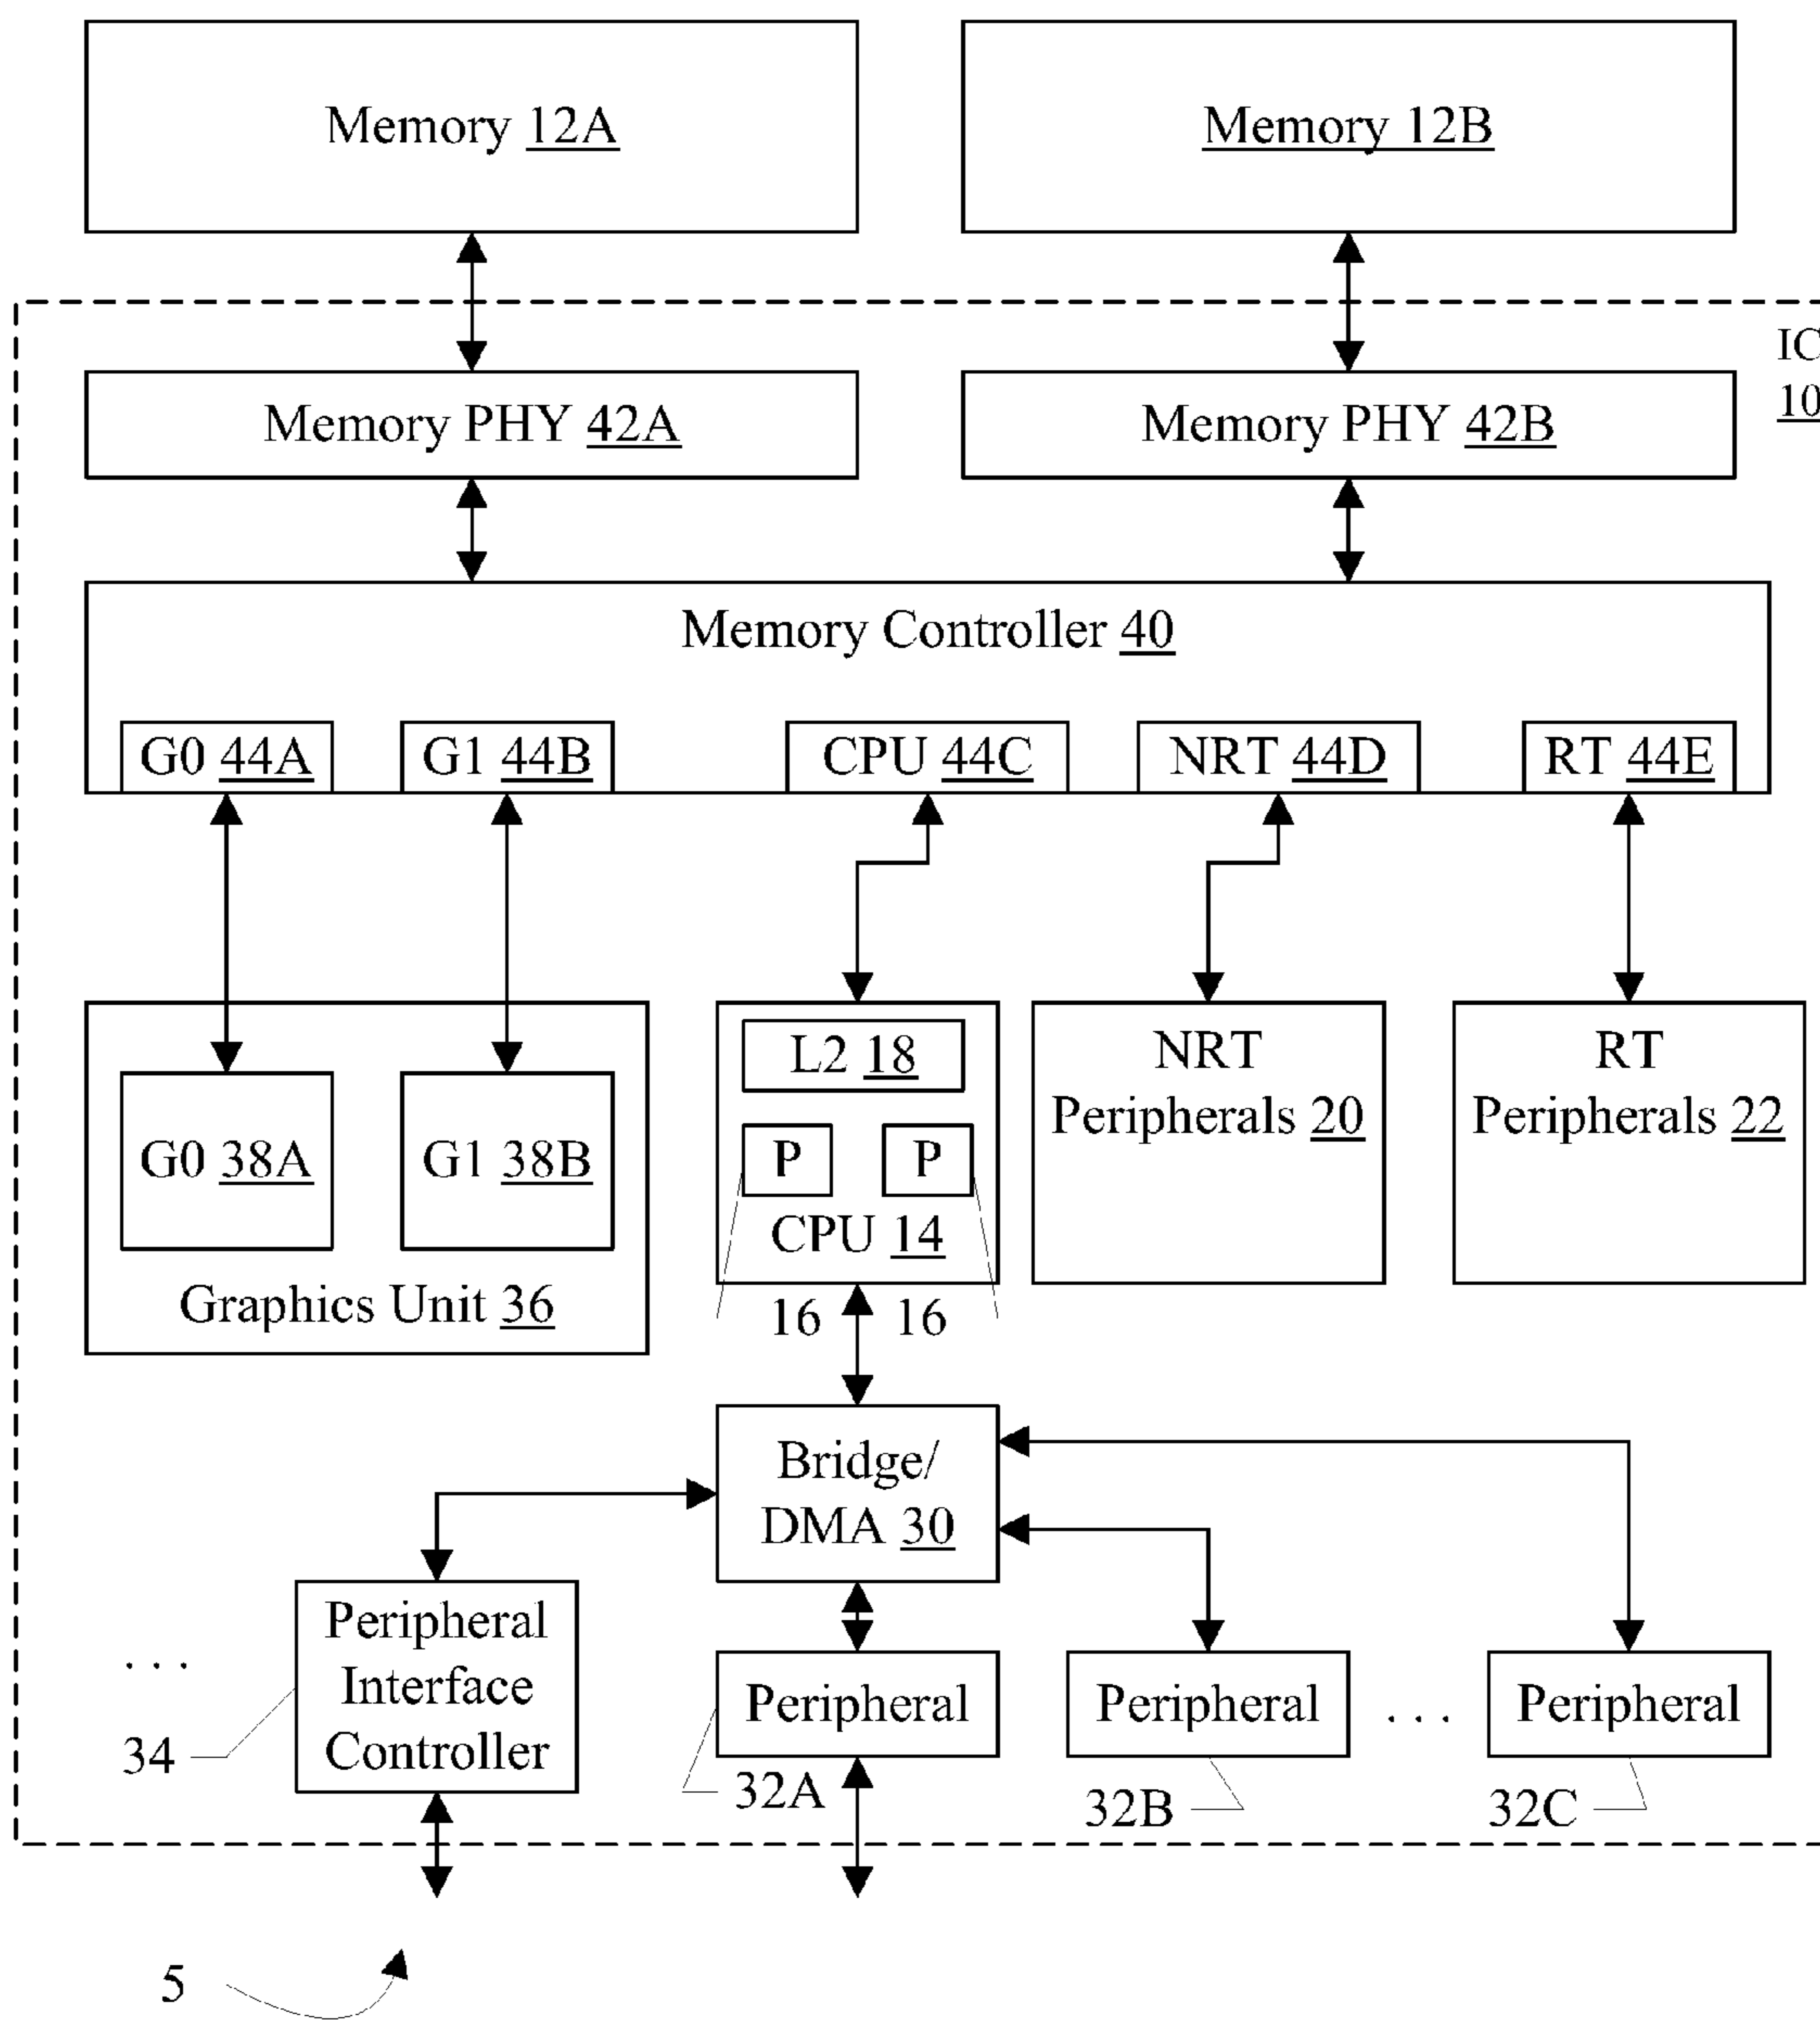 Memory 12A
Memory 12B
IC
10
Memory PHY 42A
Memory PHY 42B
Memory Controller 40
G0 44A
G1 44B
CPU 44C
NRT 44D
RT 44E
L2 18
NRT
Peripherals 20
RT
Peripherals 22
G0 38A
G1 38B
P
P
CPU 14
Graphics Unit 36
16
16
Bridge/
DMA 30
Peripheral
Interface
Controller
. . .
34
Peripheral
Peripheral
. . .
Peripheral
32A
32B
32C
5